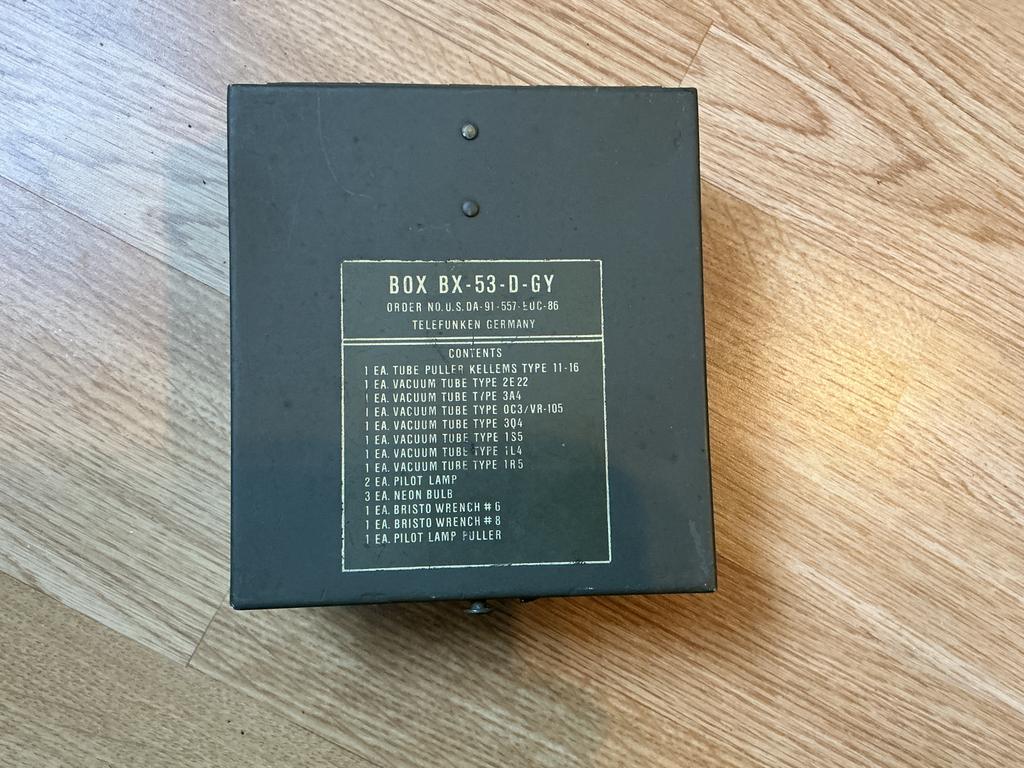 BOX BX-53-D-GY
ORDER NO. U.S. DA-91-557-EUC-86
TELEFUNKEN GERMANY
CONTENTS
1 EA. TUBE PULLER KELLEMS TYPE 11-16
1 EA. VACUUM TUBE TYPE 2E22
1 EA. VACUUM TUBE TYPE 3A4
1 EA. VACUUM TUBE TYPE OC3/VR-105
1 EA. VACUUM TUBE TYPE 3Q4
1 EA. VACUUM TUBE TYPE 1S5
1 EA. VACUUM TUBE TYPE 1L4
1 EA. VACUUM TUBE TYPE 1R5
2 EA. PILOT LAMP
3 EA. NEON BULB
1 EA. BRISTO WRENCH # 6
1 EA. BRISTO WRENCH # 8
1 EA. PILOT LAMP PULLER